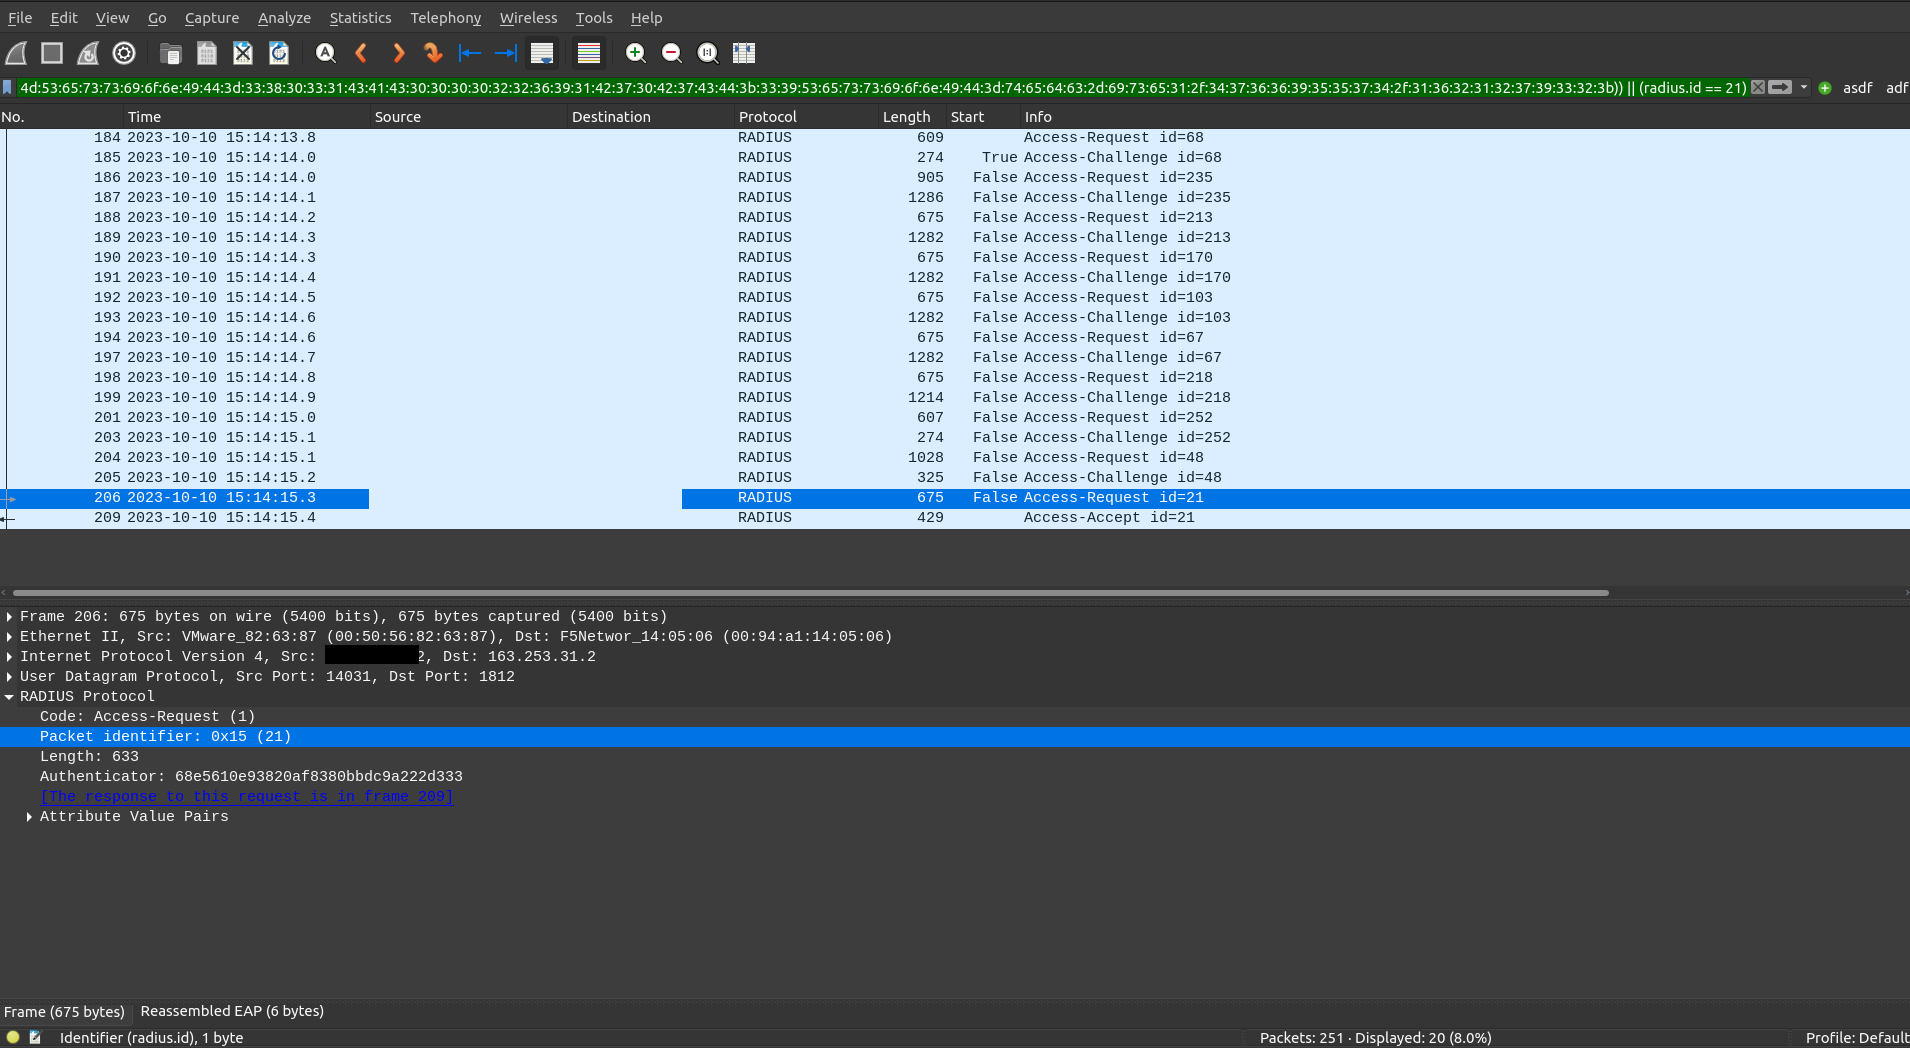 File Edit View Go Capture Analyze Statistics Telephony Wireless Tools Help
4d:53:65:73:73:69:6f:6e:49:44:3d:33:38:30:33:31:43:41:43:30:30:30:30:32:32:36:39:31:42:37:30:42:37:43:44:3b:33:39:53:65:73:73:69:6f:6e:49:44:3d:74:65:64:63:2d:69:73:65:31:2f:34:37:36:36:39:35:35:37:34:2f:31:36:32:31:32:37:39:33:32:3b)) || (radius.id == 21) asdf adf
No. Time Source Destination Protocol Length Start Info
184 2023-10-10 15:14:13.8 RADIUS 609 Access-Request id=68
185 2023-10-10 15:14:14.0 RADIUS 274 True Access-Challenge id=68
186 2023-10-10 15:14:14.0 RADIUS 905 False Access-Request id=235
187 2023-10-10 15:14:14.1 RADIUS 1286 False Access-Challenge id=235
188 2023-10-10 15:14:14.2 RADIUS 675 False Access-Request id=213
189 2023-10-10 15:14:14.3 RADIUS 1282 False Access-Challenge id=213
190 2023-10-10 15:14:14.3 RADIUS 675 False Access-Request id=170
191 2023-10-10 15:14:14.4 RADIUS 1282 False Access-Challenge id=170
192 2023-10-10 15:14:14.5 RADIUS 675 False Access-Request id=103
193 2023-10-10 15:14:14.6 RADIUS 1282 False Access-Challenge id=103
194 2023-10-10 15:14:14.6 RADIUS 675 False Access-Request id=67
197 2023-10-10 15:14:14.7 RADIUS 1282 False Access-Challenge id=67
198 2023-10-10 15:14:14.8 RADIUS 675 False Access-Request id=218
199 2023-10-10 15:14:14.9 RADIUS 1214 False Access-Challenge id=218
201 2023-10-10 15:14:15.0 RADIUS 607 False Access-Request id=252
203 2023-10-10 15:14:15.1 RADIUS 274 False Access-Challenge id=252
204 2023-10-10 15:14:15.1 RADIUS 1028 False Access-Request id=48
205 2023-10-10 15:14:15.2 RADIUS 325 False Access-Challenge id=48
206 2023-10-10 15:14:15.3 RADIUS 675 False Access-Request id=21
209 2023-10-10 15:14:15.4 RADIUS 429 Access-Accept id=21
Frame 206: 675 bytes on wire (5400 bits), 675 bytes captured (5400 bits)
Ethernet II, Src: VMware_82:63:87 (00:50:56:82:63:87), Dst: F5Networ_14:05:06 (00:94:a1:14:05:06)
Internet Protocol Version 4, Src: 2, Dst: 163.253.31.2
User Datagram Protocol, Src Port: 14031, Dst Port: 1812
RADIUS Protocol
Code: Access-Request (1)
Packet identifier: 0x15 (21)
Length: 633
Authenticator: 68e5610e93820af8380bbdc9a222d333
[The response to this request is in frame 209]
Attribute Value Pairs
Frame (675 bytes) Reassembled EAP (6 bytes)
Identifier (radius.id), 1 byte Packets: 251 · Displayed: 20 (8.0%) Profile: Default